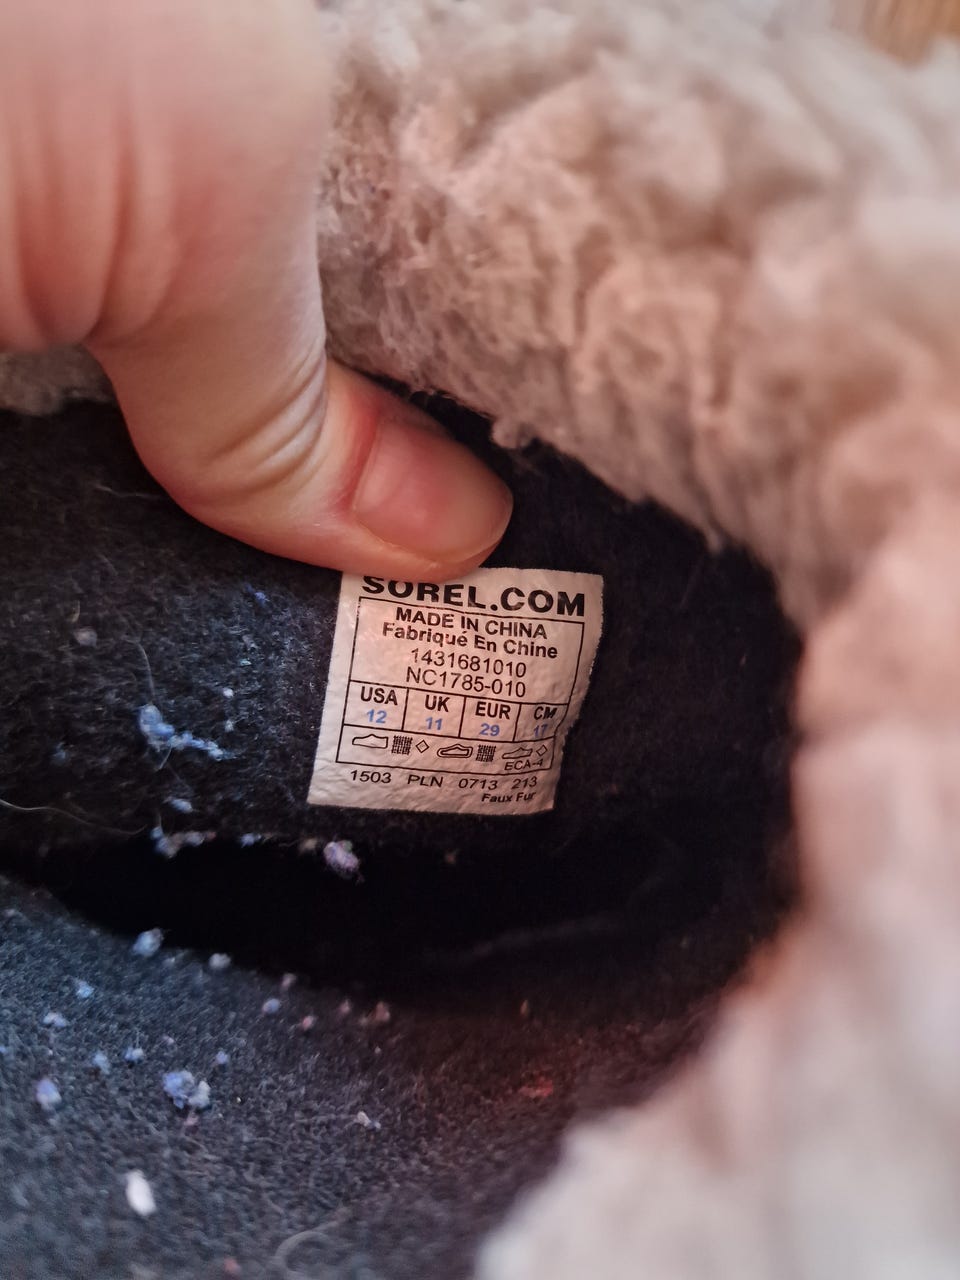 SOREL.COM
MADE IN CHINA
Fabriqué En Chine
1431681010
NC1785-010
USA UK EUR CM
12 11 29 17
ECA-4
1503 PLN 0713 213
Faux Fur